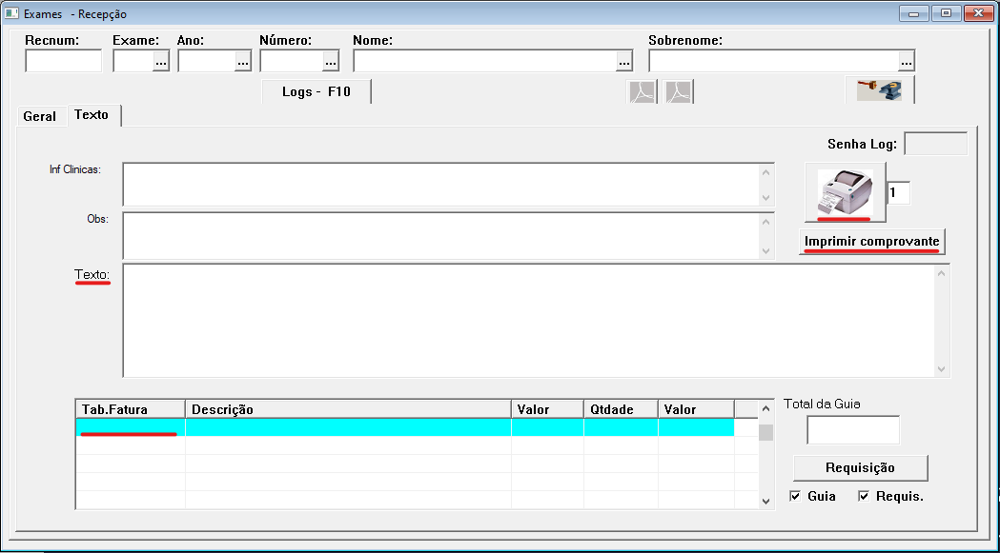 Exames - Recepção
Recnum: Exame: Ano: Número: Nome: Sobrenome:
... ... ... ... ...
Logs - F10
Geral Texto
Senha Log:
Inf Clinicas:
1
Obs:
Imprimir comprovante
Texto:
Tab.Fatura Descrição Valor Qtdade Valor
Total da Guia
Requisição
Guia Requis.